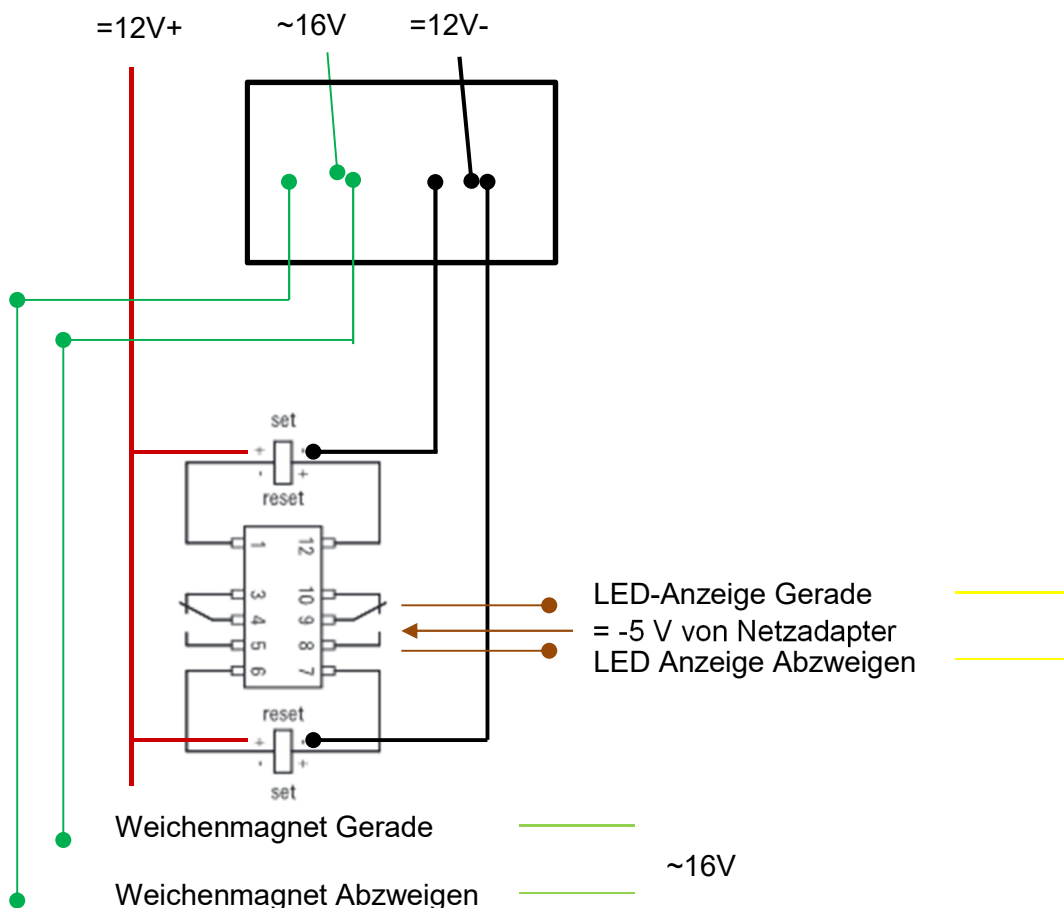 =12V+ ~16V =12V-
set
+ -
- +
reset
1 12
3 10
4 9
5 8
6 7
LED-Anzeige Gerade
= -5 V von Netzadapter
LED Anzeige Abzweigen
reset
+ -
- +
set
Weichenmagnet Gerade
~16V
Weichenmagnet Abzweigen